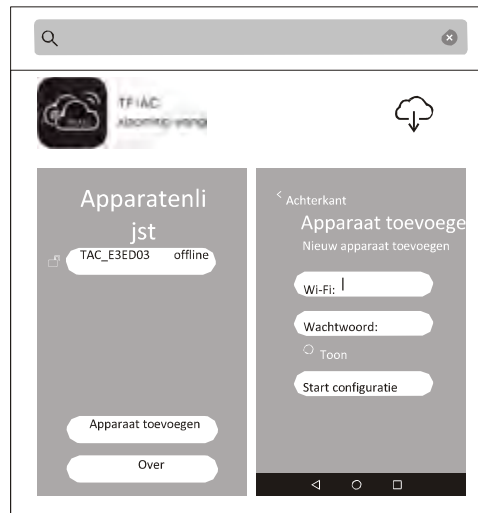 TFIAC
Apparatenli
jst
TAC_E3ED03 offline
Apparaat toevoegen
Over
< Achterkant
Apparaat toevoege
Nieuw apparaat toevoegen
Wi-Fi:
Wachtwoord:
Toon
Start configuratie